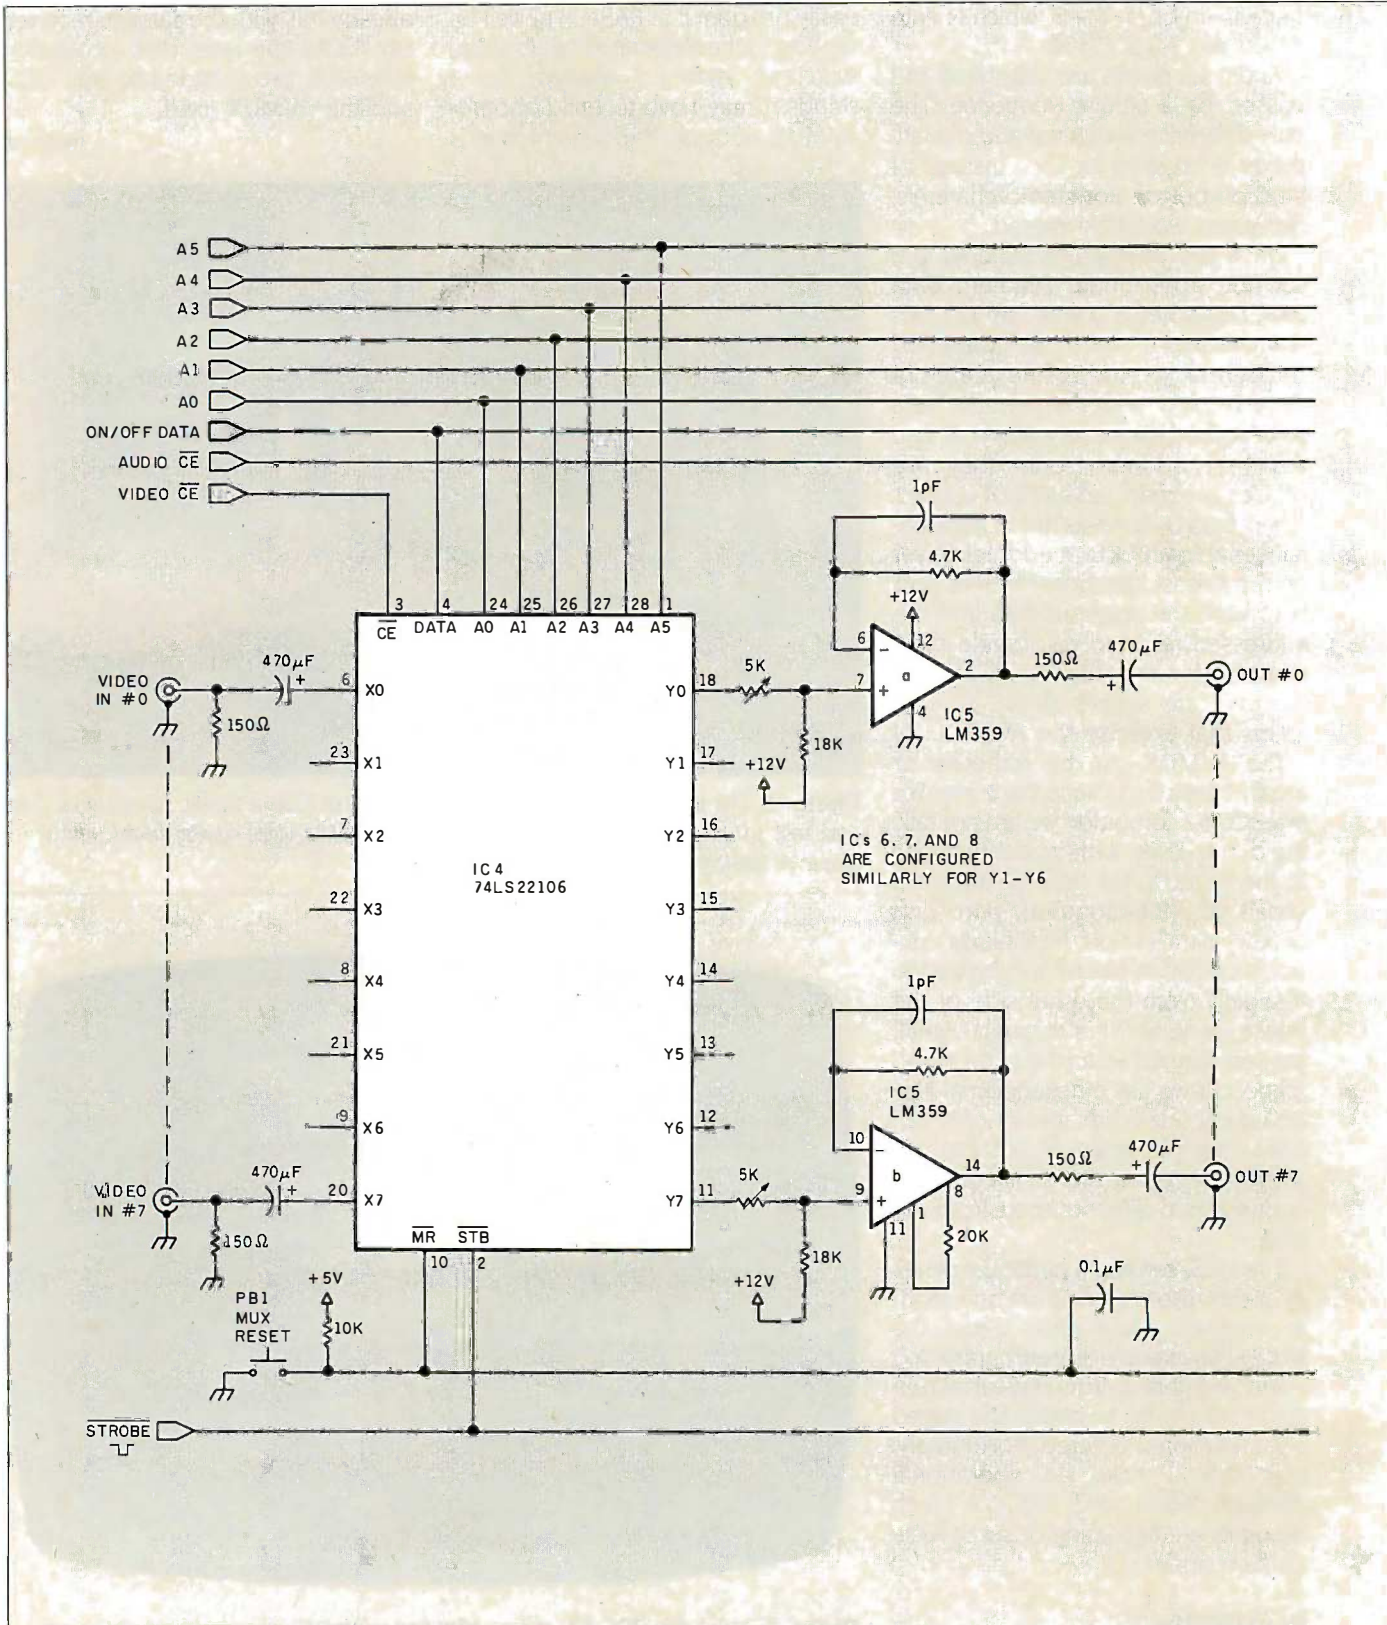 A5
A4
A3
A2
A1
A0
ON/OFF DATA
AUDIO CE
VIDEO CE
1pF
4.7K
+12V
3 4 24 25 26 27 28 1
CE DATA A0 A1 A2 A3 A4 A5
VIDEO
IN #0
470µF
+
150Ω
6 X0
23 X1
7 X2
22 X3
8 X4
21 X5
9 X6
20 X7
IC4
74LS22106
Y0 18
Y1 17
Y2 16
Y3 15
Y4 14
Y5 13
Y6 12
Y7 11
5K
18K
+12V
6 −
7 +
a
12
2
4
IC5
LM359
150Ω
470µF
+
OUT #0
ICs 6, 7, AND 8
ARE CONFIGURED
SIMILARLY FOR Y1-Y6
1pF
4.7K
IC5
LM359
10 −
9 +
b
14
8
1
11
20K
5K
18K
+12V
150Ω
470µF
+
OUT #7
VIDEO
IN #7
470µF
+
150Ω
MR STB
10 2
+5V
10K
PB1
MUX
RESET
0.1µF
STROBE